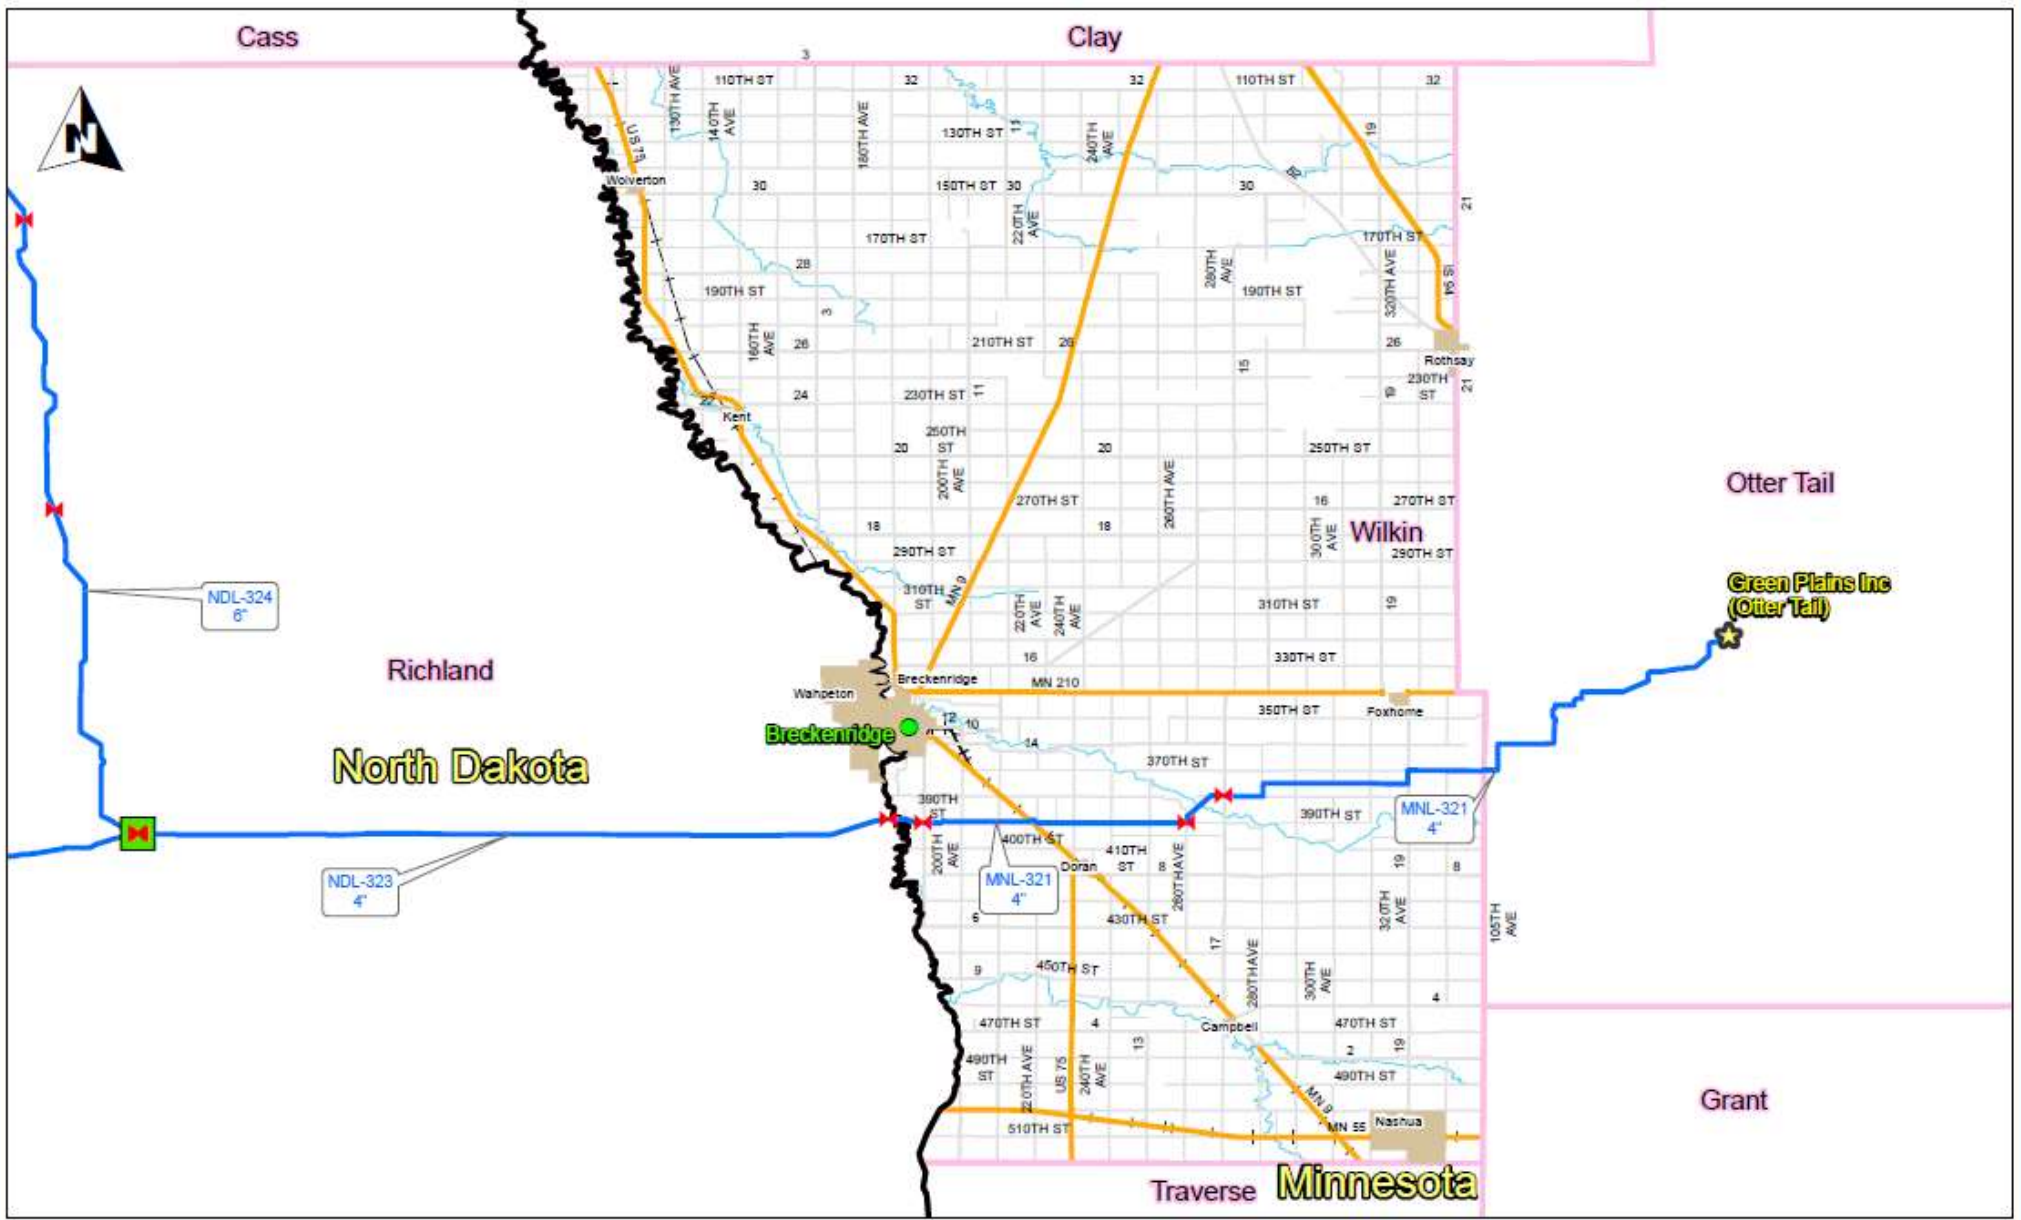 Cass
Clay
3
110TH ST
32
32
110TH ST
32
130TH AVE
140TH
AVE
180TH AVE
130TH ST
11
240TH
AVE
19
US 75
Wolverton
30
150TH ST
30
30
52
21
220TH
AVE
170TH ST
170TH ST
N
28
190TH ST
280TH
AVE
190TH ST
320TH AVE
IS 94
3
160TH
AVE
26
210TH ST
26
26
Rothsay
15
230TH
ST
21
22
Kent
24
230TH ST
11
19
250TH
ST
20
20
250TH ST
200TH
AVE
270TH ST
260TH AVE
16
270TH ST
Otter Tail
18
18
300TH
AVE
Wilkin
290TH ST
290TH ST
310TH
ST
MN 9
220TH
AVE
240TH
AVE
310TH ST
19
Green Plains Inc
(Otter Tail)
NDL-324
6"
Richland
16
330TH ST
Wahpeton
Breckenridge
MN 210
350TH ST
Foxhome
Breckenridge
12
10
14
370TH ST
North Dakota
390TH
ST
390TH ST
MNL-321
4"
400TH ST
200TH
AVE
410TH
ST
8
Doran
260TH AVE
19
8
NDL-323
4"
MNL-321
4"
6
430TH ST
320TH
AVE
105TH
AVE
17
9
450TH ST
280TH AVE
300TH
AVE
4
470TH ST
4
Campbell
470TH ST
13
2
19
490TH
ST
220TH AVE
US 75
240TH
AVE
490TH ST
MN 9
Grant
510TH ST
MN 55
Nashua
Traverse
Minnesota